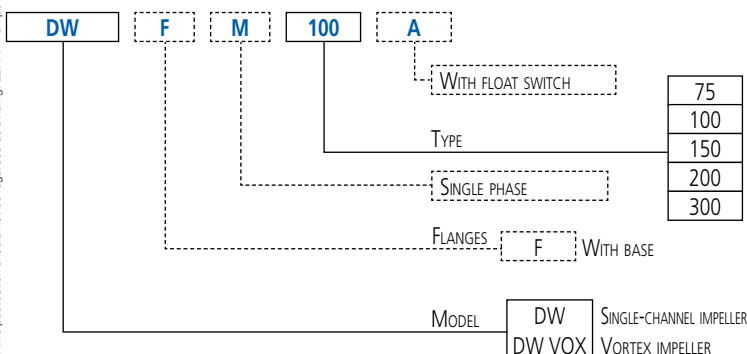 DW F M 100 A
WITH FLOAT SWITCH
75
100
TYPE
150
SINGLE PHASE
200
300
FLANGES F WITH BASE
MODEL DW SINGLE-CHANNEL IMPELLER
DW VOX VORTEX IMPELLER